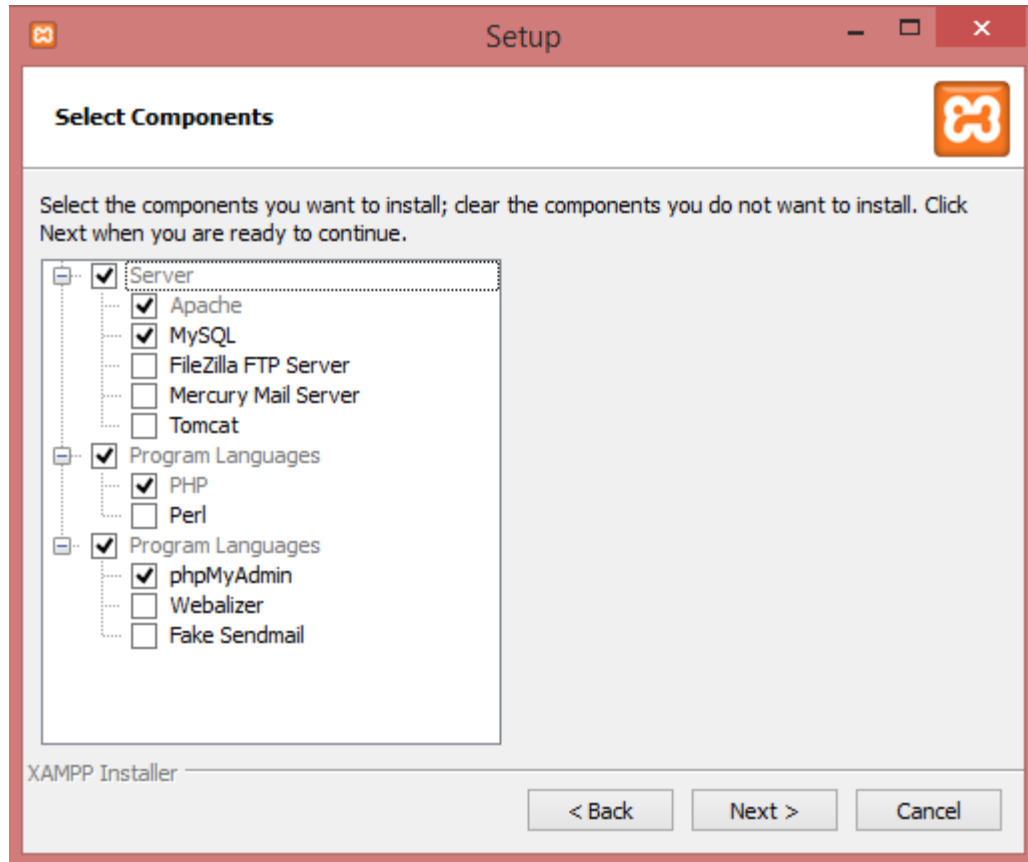 Setup
Select Components
Select the components you want to install; clear the components you do not want to install. Click
Next when you are ready to continue.
Server
Apache
MySQL
FileZilla FTP Server
Mercury Mail Server
Tomcat
Program Languages
PHP
Perl
Program Languages
phpMyAdmin
Webalizer
Fake Sendmail
XAMPP Installer
< Back Next > Cancel